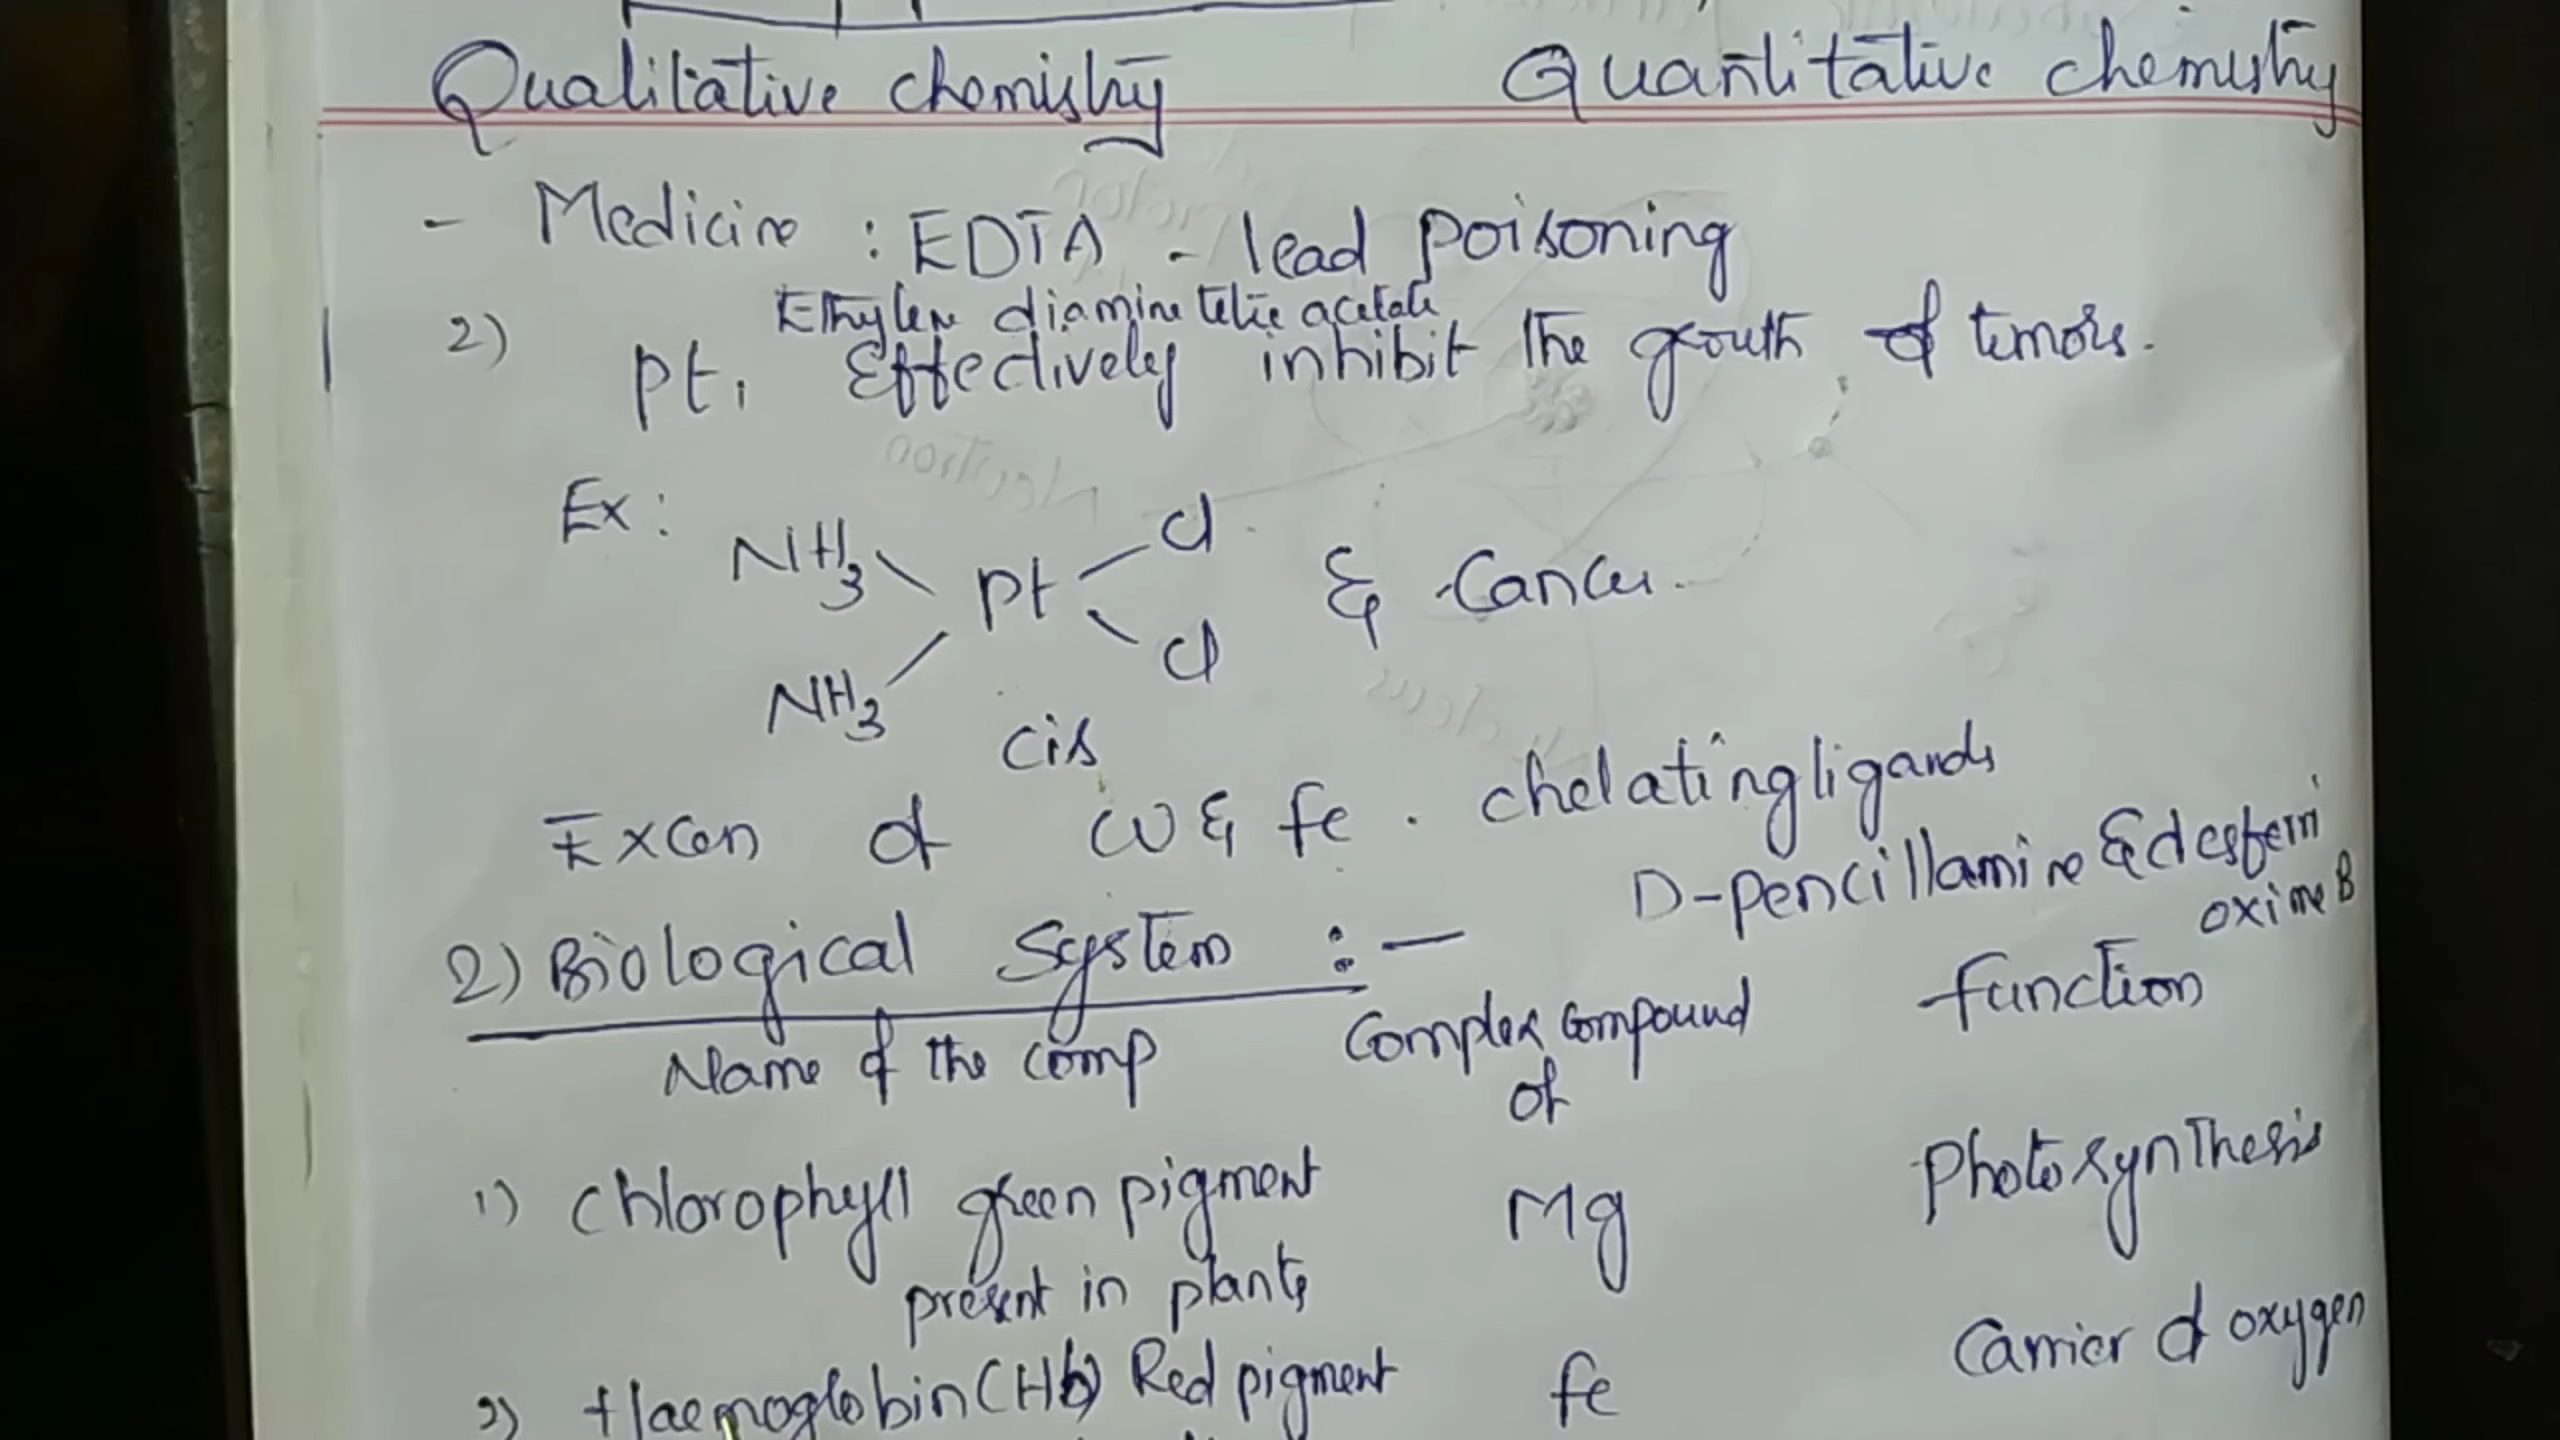 Qualitative chemistry Quantitative chemistry
- Medicine : EDTA - lead poisoning
Ethylene diamine tetra acetate
2) Pt, Effectively inhibit the growth of tumors.
Ex:
NH3 Cl
Pt & Cancer.
NH3 Cl
cis
Excen of Cu & Fe . chelating ligands
D-pencillamine & desferri
oxime B
2) Biological System : -
Name of the comp Complex compound function
of
1) Chlorophyll green pigment Mg Photosynthesis
present in plants
2) Haemoglobin (Hb) Red pigment Fe Carrier of oxygen